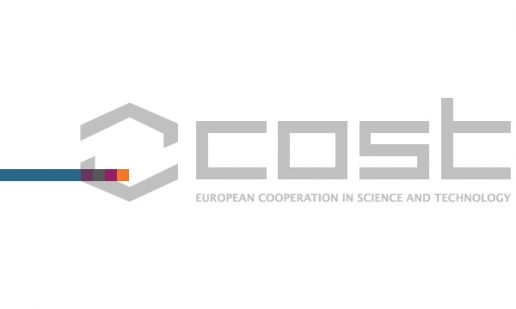 cost
EUROPEAN COOPERATION IN SCIENCE AND TECHNOLOGY